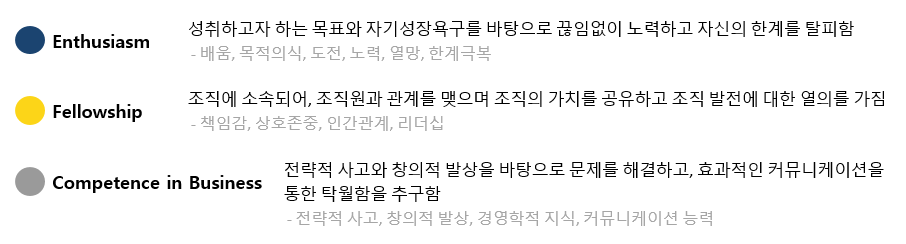 Enthusiasm
성취하고자 하는 목표와 자기성장욕구를 바탕으로 끊임없이 노력하고 자신의 한계를 탈피함
- 배움, 목적의식, 도전, 노력, 열망, 한계극복
Fellowship
조직에 소속되어, 조직원과 관계를 맺으며 조직의 가치를 공유하고 조직 발전에 대한 열의를 가짐
- 책임감, 상호존중, 인간관계, 리더십
Competence in Business
전략적 사고와 창의적 발상을 바탕으로 문제를 해결하고, 효과적인 커뮤니케이션을
통한 탁월함을 추구함
- 전략적 사고, 창의적 발상, 경영학적 지식, 커뮤니케이션 능력